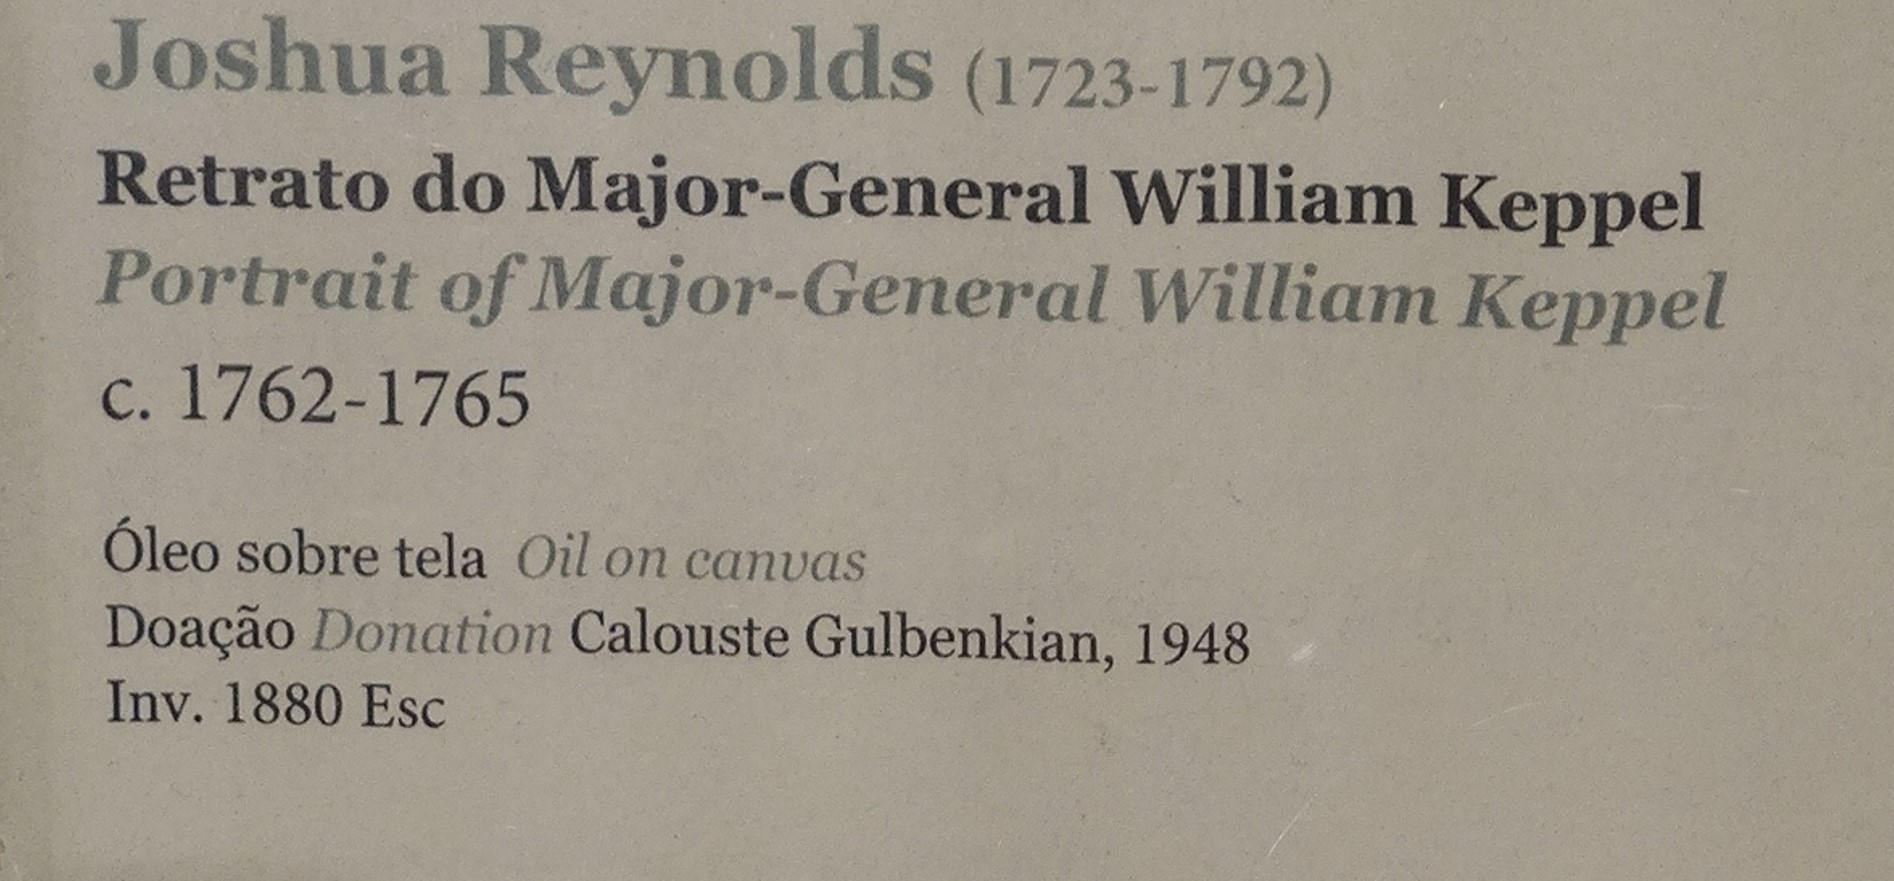 Joshua Reynolds (1723-1792)
Retrato do Major-General William Keppel
Portrait of Major-General William Keppel
c. 1762-1765
Óleo sobre tela Oil on canvas
Doação Donation Calouste Gulbenkian, 1948
Inv. 1880 Esc